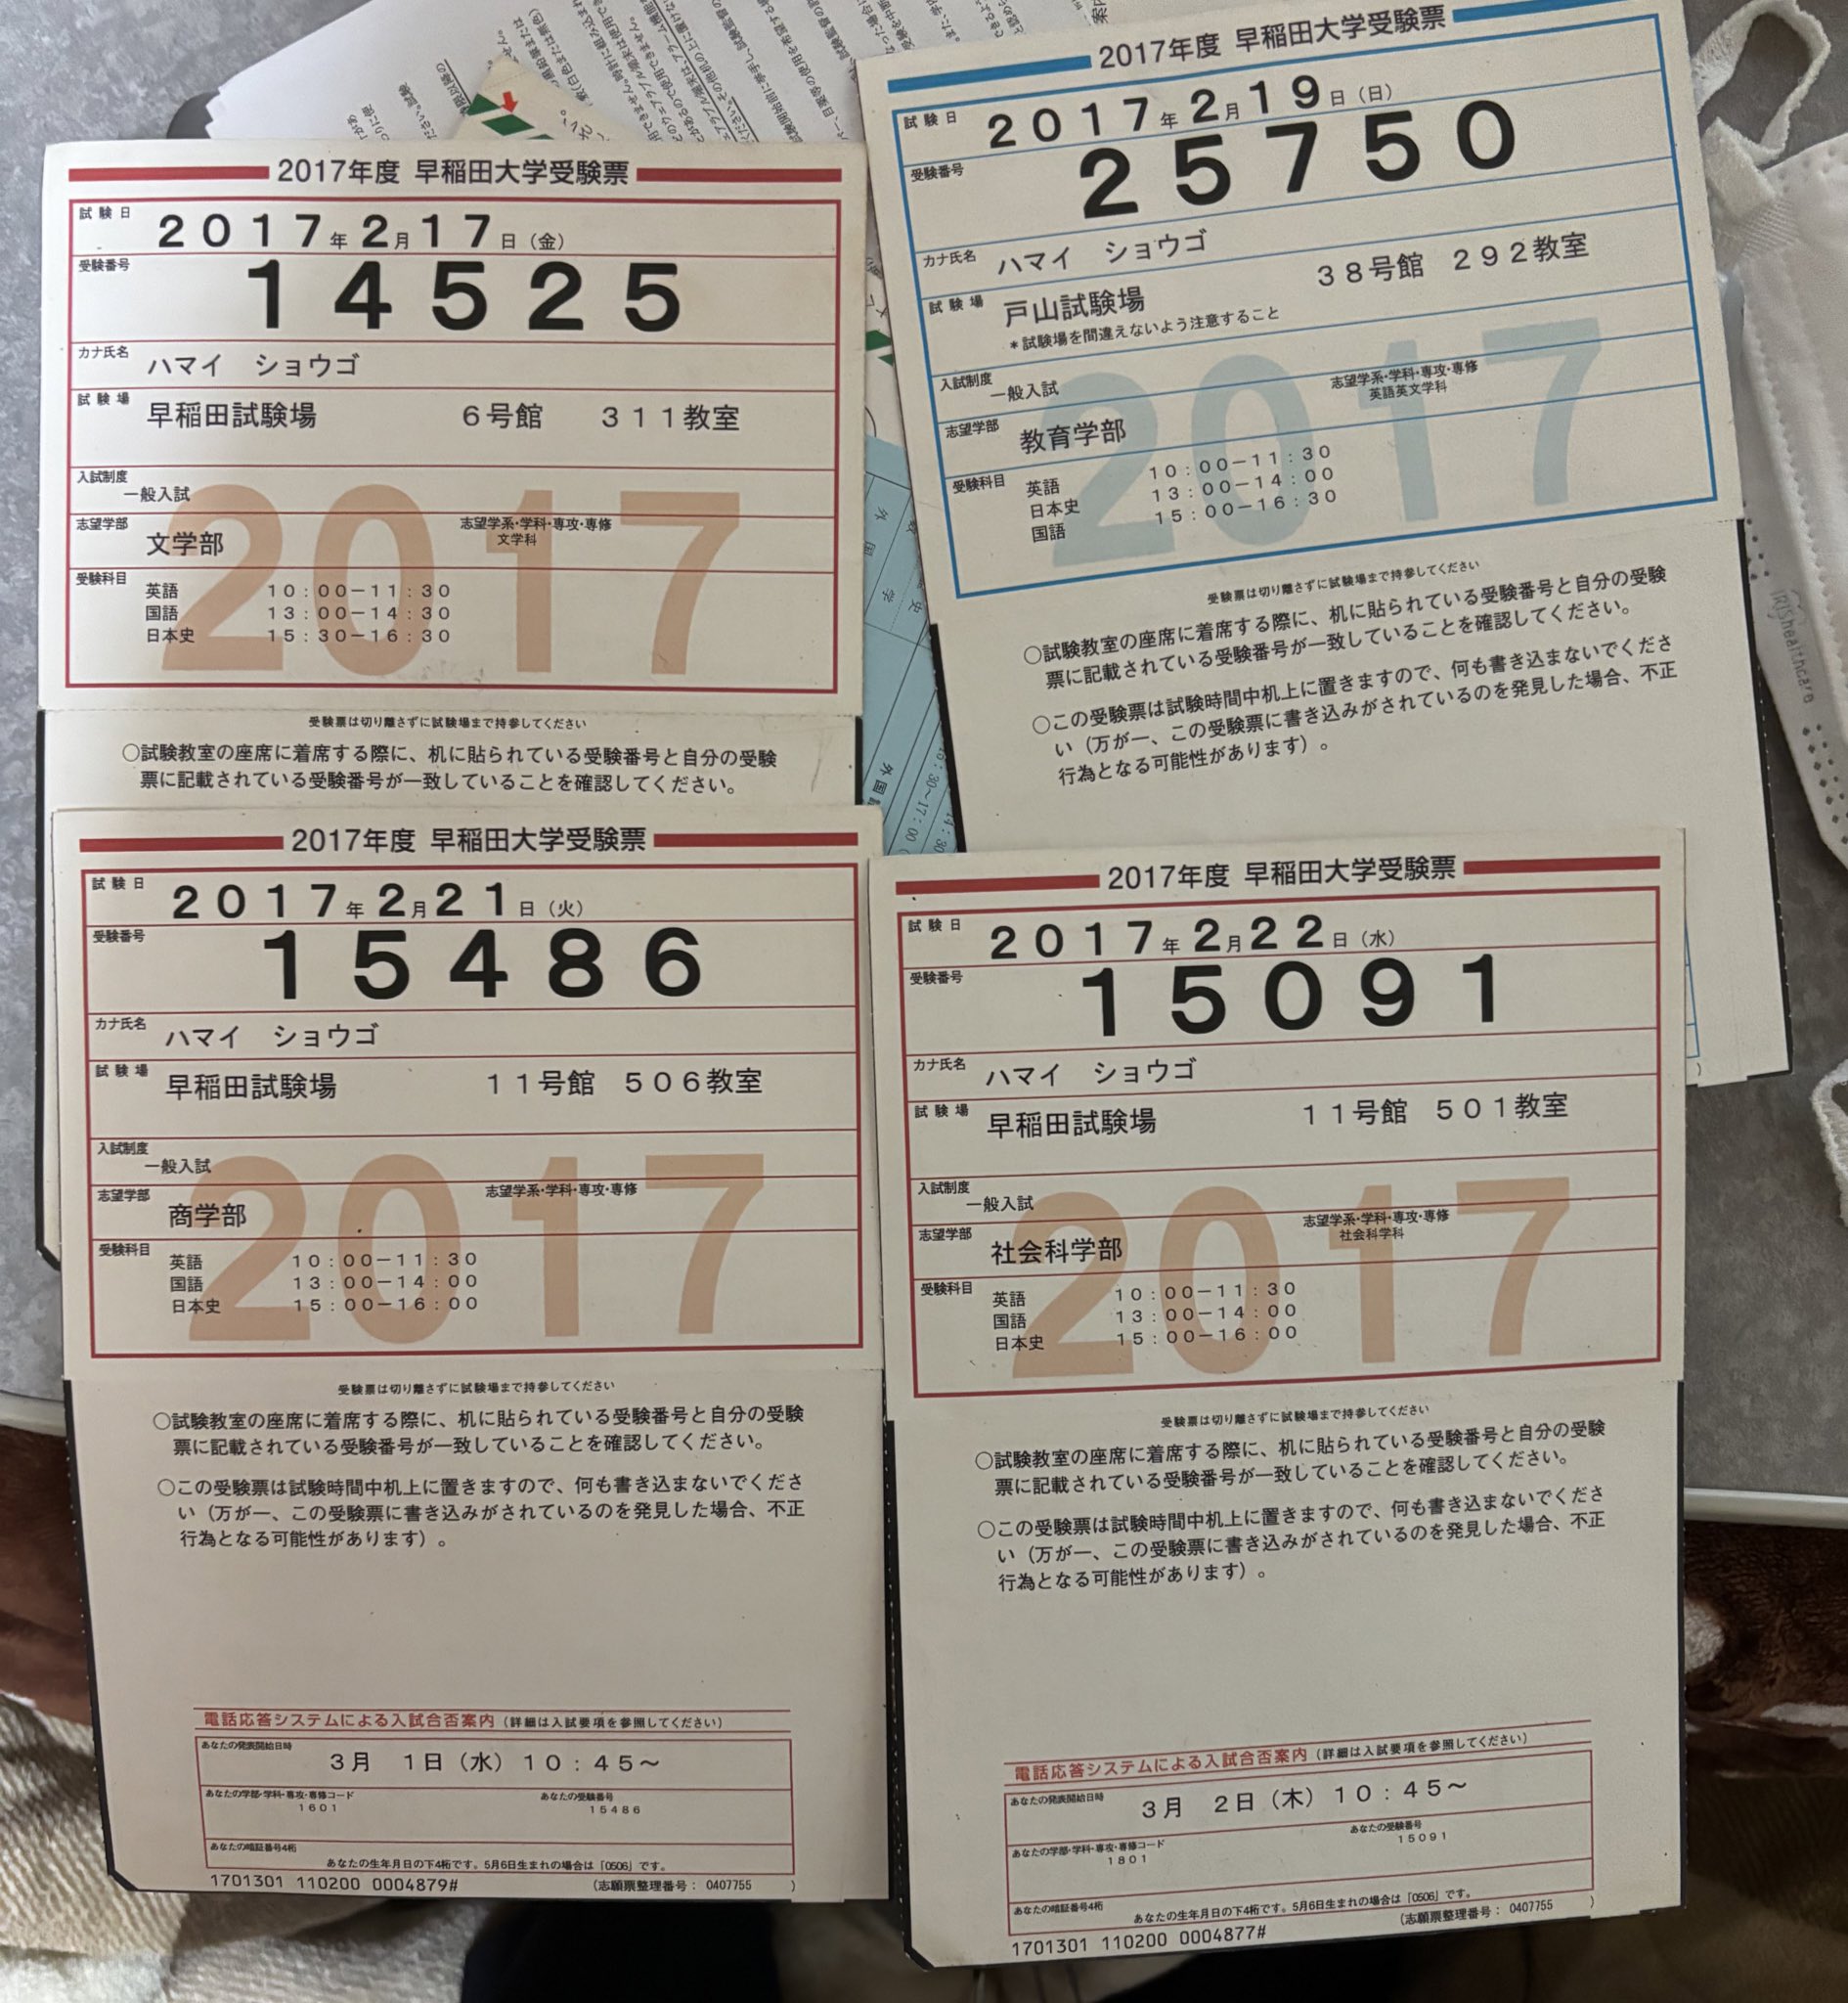 2017年度 早稲田大学受験票
試験日 2017年2月17日（金）
受験番号 14525
カナ氏名 ハマイ ショウゴ
試験場 早稲田試験場 6号館 311教室
入試制度 一般入試
志望学部 文学部 志望学系・学科・専攻・専修 文学科
受験科目
英語 10:00－11:30
国語 13:00－14:30
日本史 15:30－16:30
2017
受験票は切り離さずに試験場まで持参してください
○試験教室の座席に着席する際に、机に貼られている受験番号と自分の受験
票に記載されている受験番号が一致していることを確認してください。
2017年度 早稲田大学受験票
試験日 2017年2月19日（日）
受験番号 25750
カナ氏名 ハマイ ショウゴ
試験場 戸山試験場 38号館 292教室
＊試験場を間違えないよう注意すること
入試制度 一般入試
志望学部 教育学部 志望学系・学科・専攻・専修 英語英文学科
受験科目
英語 10:00－11:30
日本史 13:00－14:00
国語 15:00－16:30
2017
受験票は切り離さずに試験場まで持参してください
○試験教室の座席に着席する際に、机に貼られている受験番号と自分の受験
票に記載されている受験番号が一致していることを確認してください。
○この受験票は試験時間中机上に置きますので、何も書き込まないでくださ
い（万が一、この受験票に書き込みがされているのを発見した場合、不正
行為となる可能性があります）。
2017年度 早稲田大学受験票
試験日 2017年2月21日（火）
受験番号 15486
カナ氏名 ハマイ ショウゴ
試験場 早稲田試験場 11号館 506教室
入試制度 一般入試
志望学部 商学部 志望学系・学科・専攻・専修
受験科目
英語 10:00－11:30
国語 13:00－14:00
日本史 15:00－16:00
2017
受験票は切り離さずに試験場まで持参してください
○試験教室の座席に着席する際に、机に貼られている受験番号と自分の受験
票に記載されている受験番号が一致していることを確認してください。
○この受験票は試験時間中机上に置きますので、何も書き込まないでくださ
い（万が一、この受験票に書き込みがされているのを発見した場合、不正
行為となる可能性があります）。
電話応答システムによる入試合否案内（詳細は入試要項を参照してください）
あなたの発表開始日時
3月 1日（水）10:45～
あなたの学部・学科・専攻・専修コード あなたの受験番号
1601 15486
あなたの暗証番号4桁
あなたの生年月日の下4桁です。5月6日生まれの場合は「0506」です。
1701301 110200 0004879# （志願票整理番号： 0407755 ）
2017年度 早稲田大学受験票
試験日 2017年2月22日（水）
受験番号 15091
カナ氏名 ハマイ ショウゴ
試験場 早稲田試験場 11号館 501教室
入試制度 一般入試
志望学部 社会科学部 志望学系・学科・専攻・専修 社会科学科
受験科目
英語 10:00－11:30
国語 13:00－14:00
日本史 15:00－16:00
2017
受験票は切り離さずに試験場まで持参してください
○試験教室の座席に着席する際に、机に貼られている受験番号と自分の受験
票に記載されている受験番号が一致していることを確認してください。
○この受験票は試験時間中机上に置きますので、何も書き込まないでくださ
い（万が一、この受験票に書き込みがされているのを発見した場合、不正
行為となる可能性があります）。
電話応答システムによる入試合否案内（詳細は入試要項を参照してください）
あなたの発表開始日時
3月 2日（木）10:45～
あなたの学部・学科・専攻・専修コード あなたの受験番号
1801 15091
あなたの暗証番号4桁
あなたの生年月日の下4桁です。5月6日生まれの場合は「0506」です。
1701301 110200 0004877# （志願票整理番号： 0407755 ）
healthcare